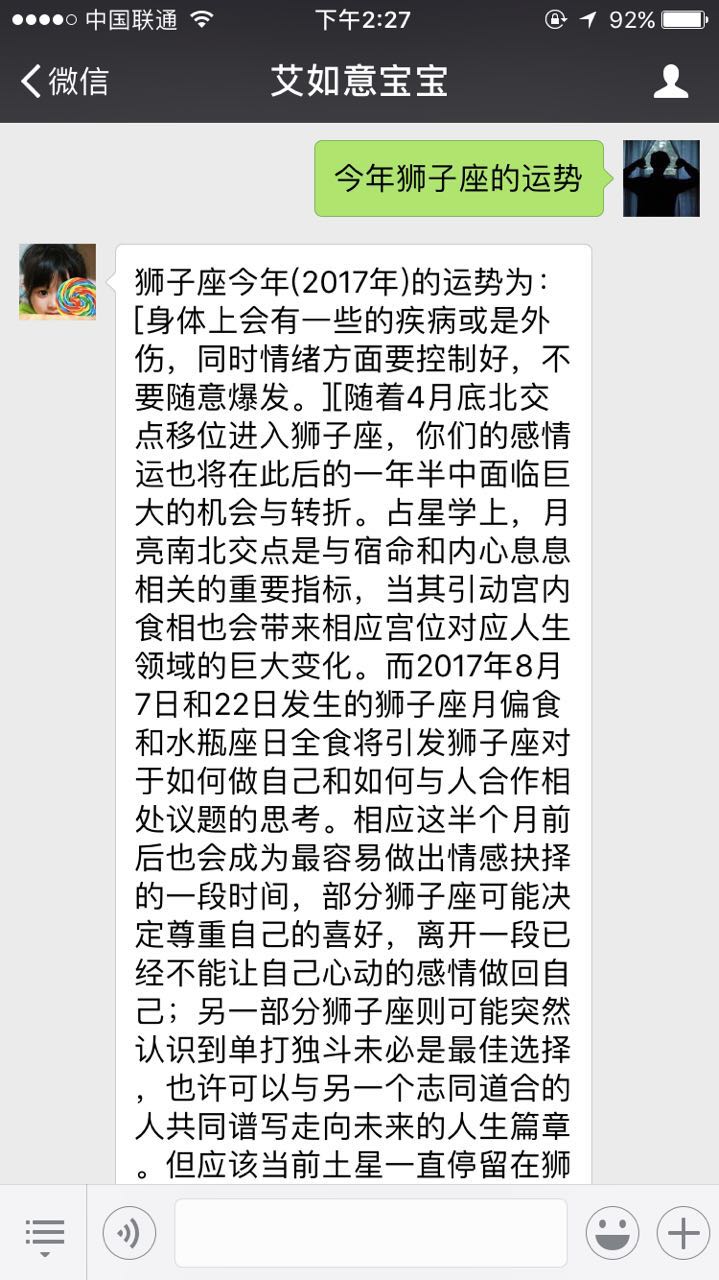 中国联通
下午2:27
92%
微信
艾如意宝宝
今年狮子座的运势
狮子座今年(2017年)的运势为:
[身体上会有一些的疾病或是外
伤，同时情绪方面要控制好，不
要随意爆发。][随着4月底北交
点移位进入狮子座，你们的感情
运也将在此后的一年半中面临巨
大的机会与转折。占星学上，月
亮南北交点是与宿命和内心息息
相关的重要指标，当其引动宫内
食相也会带来相应宫位对应人生
领域的巨大变化。而2017年8月
7日和22日发生的狮子座月偏食
和水瓶座日全食将引发狮子座对
于如何做自己和如何与人合作相
处议题的思考。相应这半个月前
后也会成为最容易做出情感抉择
的一段时间，部分狮子座可能决
定尊重自己的喜好，离开一段已
经不能让自己心动的感情做回自
己；另一部分狮子座则可能突然
认识到单打独斗未必是最佳选择
，也许可以与另一个志同道合的
人共同谱写走向未来的人生篇章
。但应该当前土星一直停留在狮